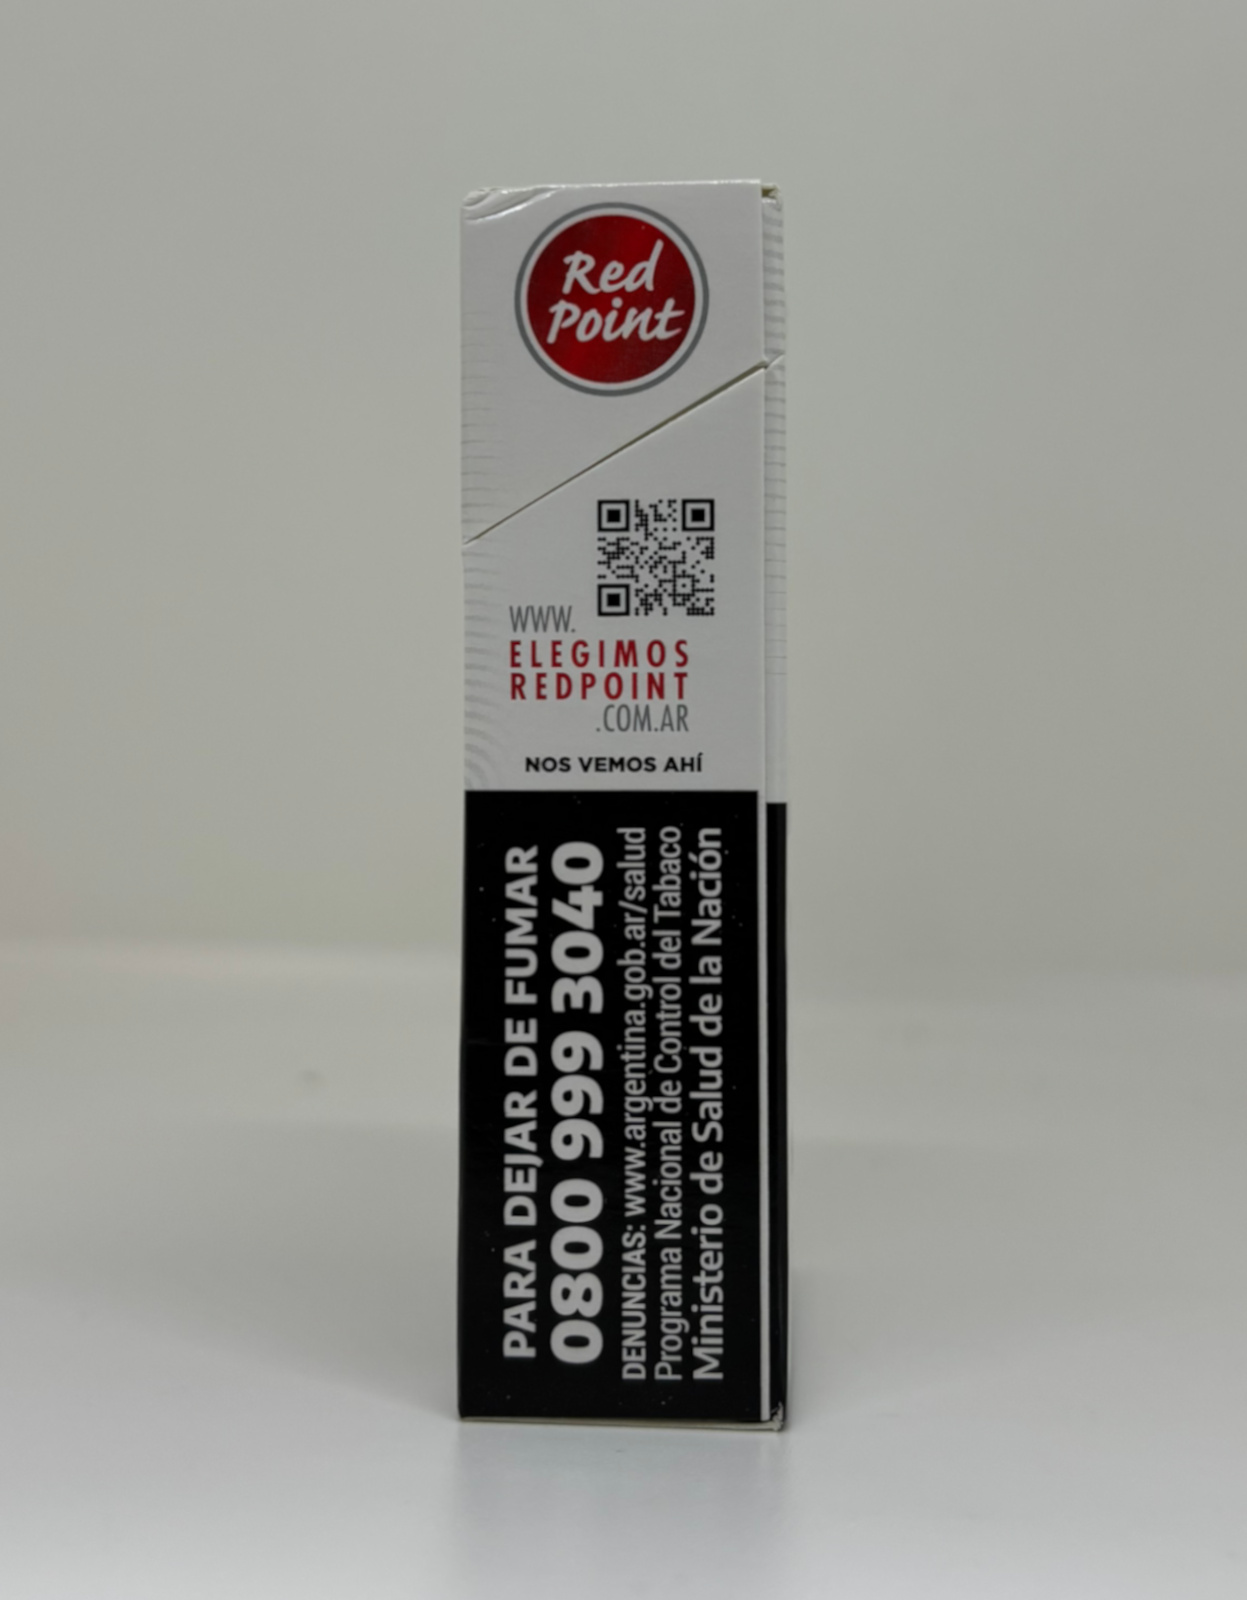 Red
Point
WWW.
ELEGIMOS
REDPOINT
.COM.AR
NOS VEMOS AHÍ
PARA DEJAR DE FUMAR
0800 999 3040
DENUNCIAS: www.argentina.gob.ar/salud
Programa Nacional de Control del Tabaco
Ministerio de Salud de la Nación